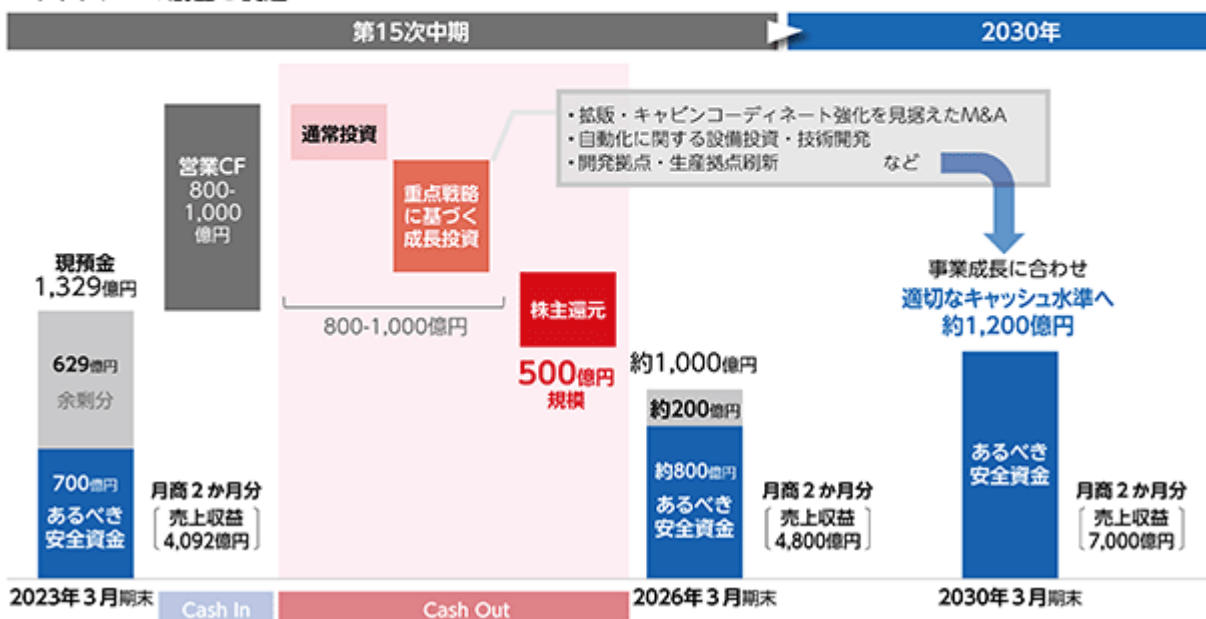 第15次中期
2030年
営業CF
800-
1,000
億円
通常投資
重点戦略
に基づく
成長投資
・拡販・キャビンコーディネート強化を見据えたM&A
・自動化に関する設備投資・技術開発
・開発拠点・生産拠点刷新 など
現預金
1,329億円
629億円
余剰分
700億円
あるべき
安全資金
月商2か月分
売上収益
4,092億円
800-1,000億円
株主還元
500億円
規模
約1,000億円
約200億円
約800億円
あるべき
安全資金
月商2か月分
売上収益
4,800億円
事業成長に合わせ
適切なキャッシュ水準へ
約1,200億円
あるべき
安全資金
月商2か月分
売上収益
7,000億円
2023年3月期末
Cash In
Cash Out
2026年3月期末
2030年3月期末